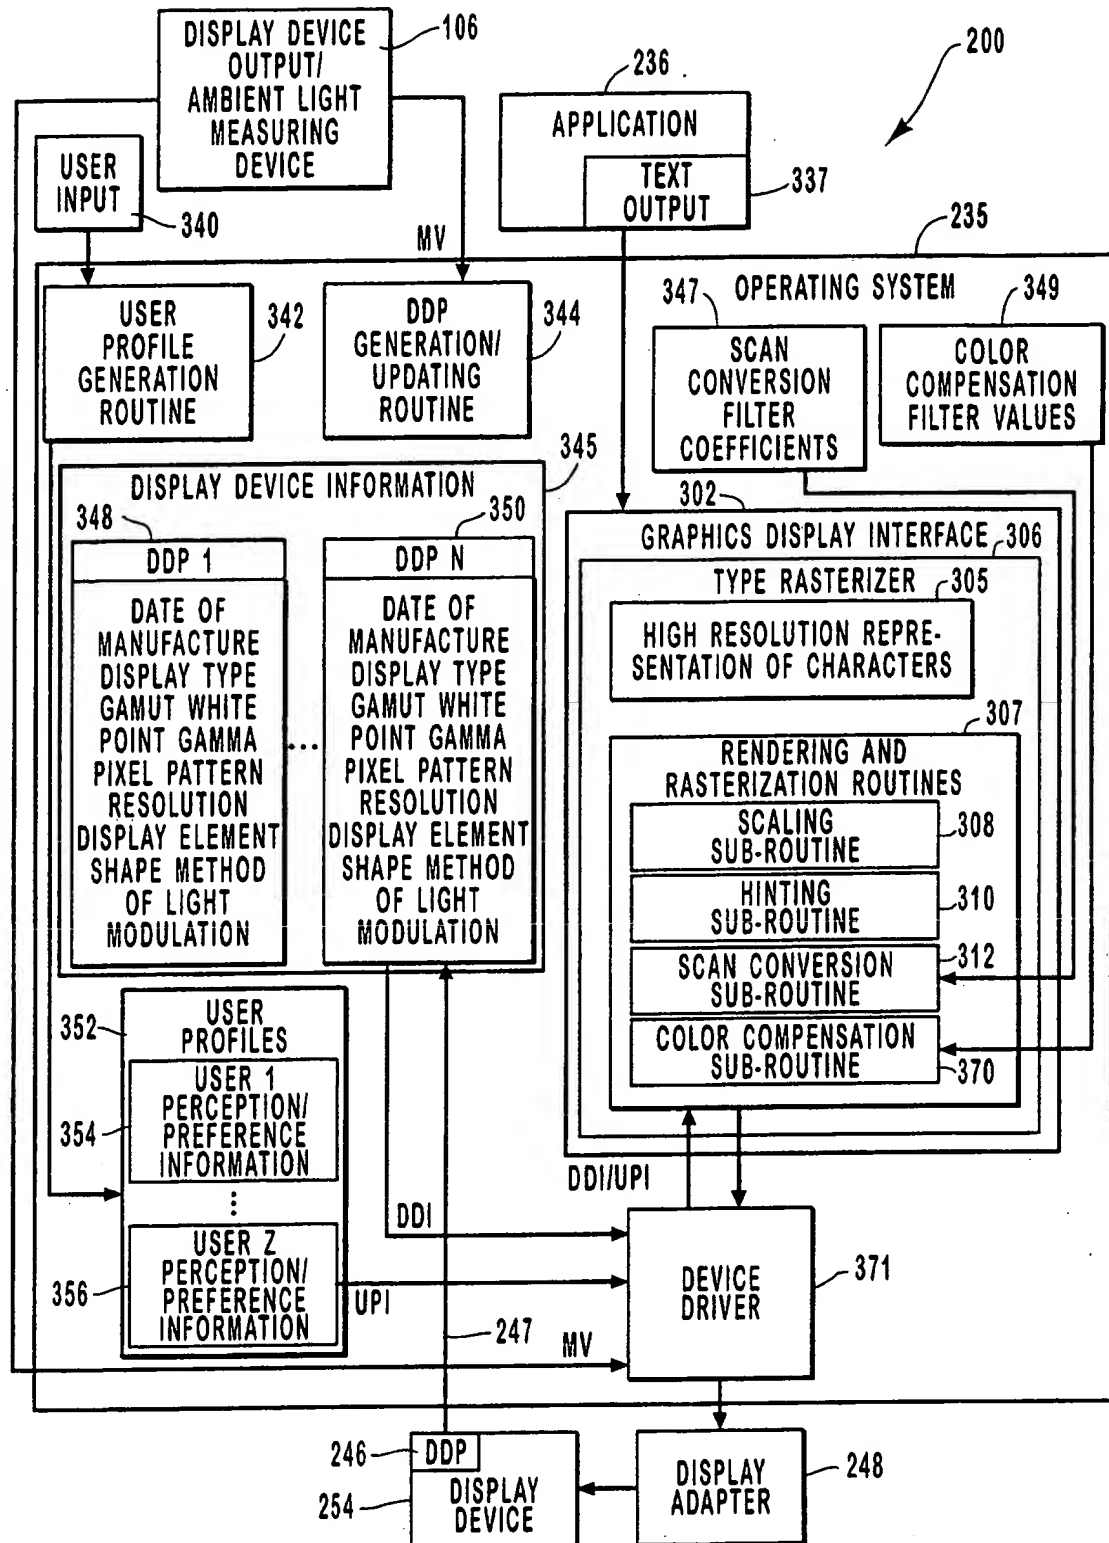 DISPLAY DEVICE
OUTPUT/
AMBIENT LIGHT
MEASURING
DEVICE
106
200
236
APPLICATION
TEXT
OUTPUT
337
USER
INPUT
340
MV
235
OPERATING SYSTEM
USER
PROFILE
GENERATION
ROUTINE
342
DDP
GENERATION/
UPDATING
ROUTINE
344
347
SCAN
CONVERSION
FILTER
COEFFICIENTS
349
COLOR
COMPENSATION
FILTER VALUES
345
DISPLAY DEVICE INFORMATION
348
DDP 1
DATE OF
MANUFACTURE
DISPLAY TYPE
GAMUT WHITE
POINT GAMMA
PIXEL PATTERN
RESOLUTION
DISPLAY ELEMENT
SHAPE METHOD
OF LIGHT
MODULATION
...
350
DDP N
DATE OF
MANUFACTURE
DISPLAY TYPE
GAMUT WHITE
POINT GAMMA
PIXEL PATTERN
RESOLUTION
DISPLAY ELEMENT
SHAPE METHOD
OF LIGHT
MODULATION
302
GRAPHICS DISPLAY INTERFACE
306
TYPE RASTERIZER
305
HIGH RESOLUTION REPRE-
SENTATION OF CHARACTERS
307
RENDERING AND
RASTERIZATION ROUTINES
SCALING
SUB-ROUTINE
308
HINTING
SUB-ROUTINE
310
SCAN CONVERSION
SUB-ROUTINE
312
COLOR COMPENSATION
SUB-ROUTINE
370
352
USER
PROFILES
354
USER 1
PERCEPTION/
PREFERENCE
INFORMATION
⋮
356
USER Z
PERCEPTION/
PREFERENCE
INFORMATION
DDI/UPI
DDI
UPI
MV
247
DEVICE
DRIVER
371
246
DDP
254
DISPLAY
DEVICE
DISPLAY
ADAPTER
248